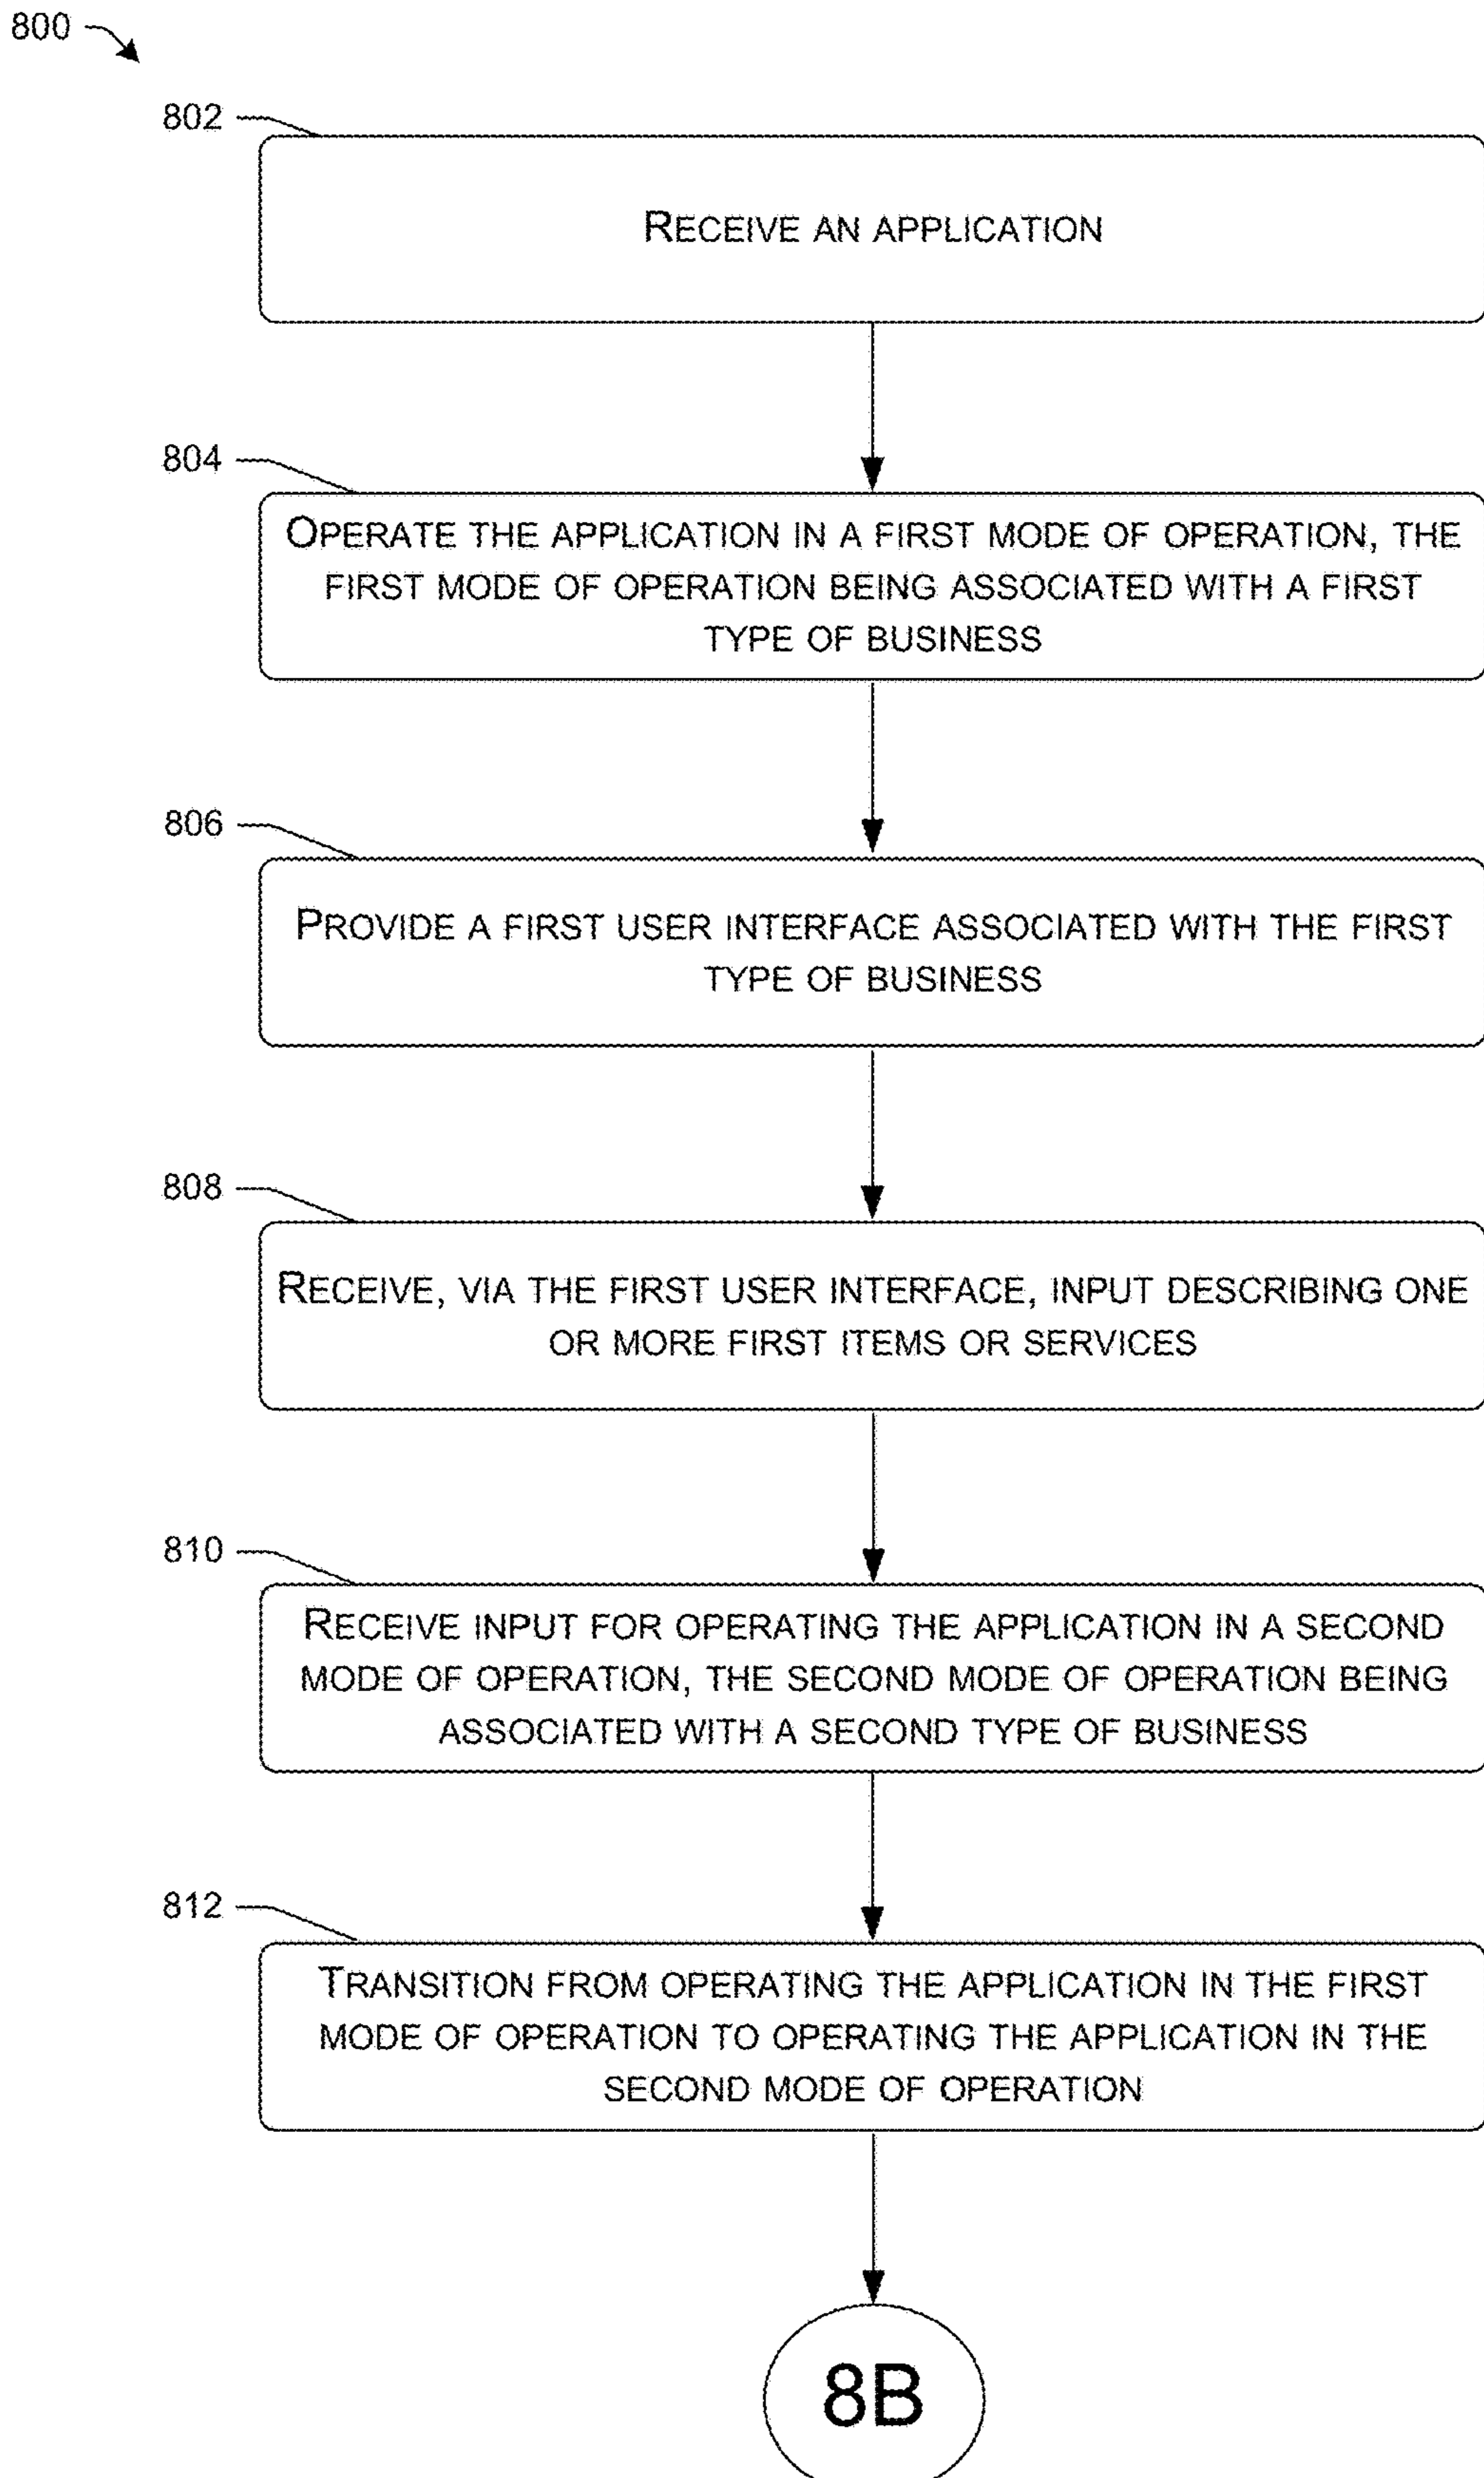 800
802
RECEIVE AN APPLICATION
804
OPERATE THE APPLICATION IN A FIRST MODE OF OPERATION, THE
FIRST MODE OF OPERATION BEING ASSOCIATED WITH A FIRST
TYPE OF BUSINESS
806
PROVIDE A FIRST USER INTERFACE ASSOCIATED WITH THE FIRST
TYPE OF BUSINESS
808
RECEIVE, VIA THE FIRST USER INTERFACE, INPUT DESCRIBING ONE
OR MORE FIRST ITEMS OR SERVICES
810
RECEIVE INPUT FOR OPERATING THE APPLICATION IN A SECOND
MODE OF OPERATION, THE SECOND MODE OF OPERATION BEING
ASSOCIATED WITH A SECOND TYPE OF BUSINESS
812
TRANSITION FROM OPERATING THE APPLICATION IN THE FIRST
MODE OF OPERATION TO OPERATING THE APPLICATION IN THE
SECOND MODE OF OPERATION
8B